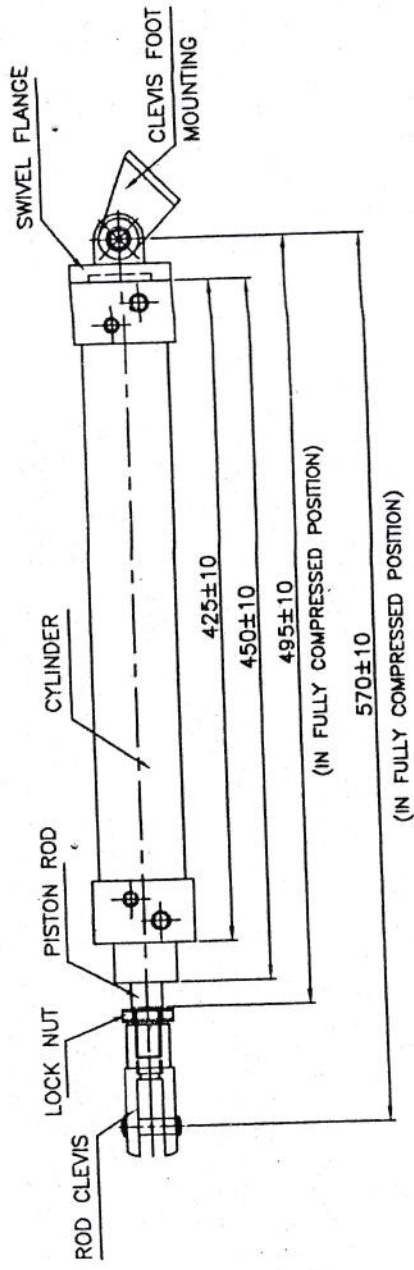 ROD CLEVIS
LOCK NUT
PISTON ROD
CYLINDER
SWIVEL FLANGE
CLEVIS FOOT
MOUNTING
425±10
450±10
495±10
(IN FULLY COMPRESSED POSITION)
570±10
(IN FULLY COMPRESSED POSITION)